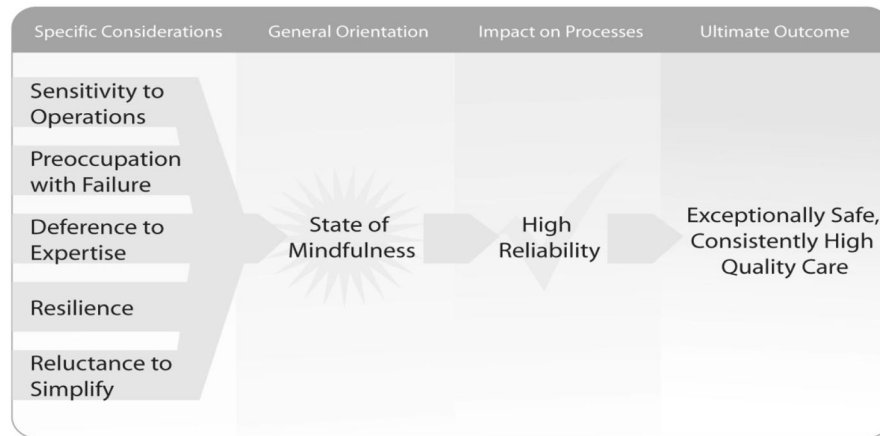 Specific Considerations
General Orientation
Impact on Processes
Ultimate Outcome
Sensitivity to
Operations
Preoccupation
with Failure
Deference to
Expertise
Resilience
Reluctance to
Simplify
State of
Mindfulness
High
Reliability
Exceptionally Safe,
Consistently High
Quality Care